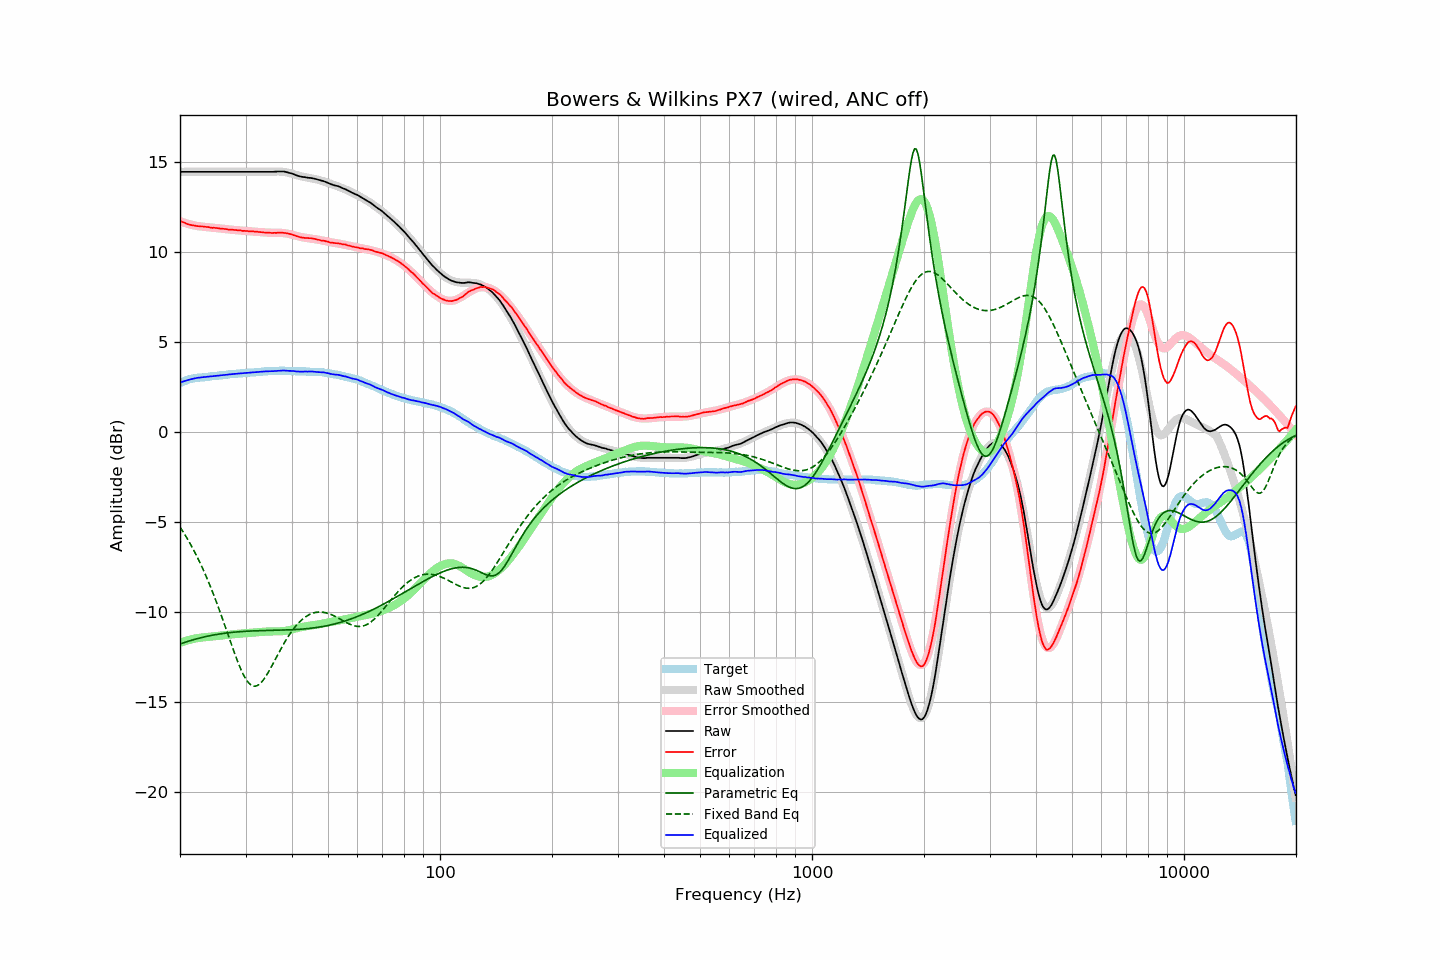 Bowers & Wilkins PX7 (wired, ANC off)
Amplitude (dBr)
15
10
5
0
−5
−10
−15
−20
Target
Raw Smoothed
Error Smoothed
Raw
Error
Equalization
Parametric Eq
Fixed Band Eq
Equalized
100
1000
10000
Frequency (Hz)